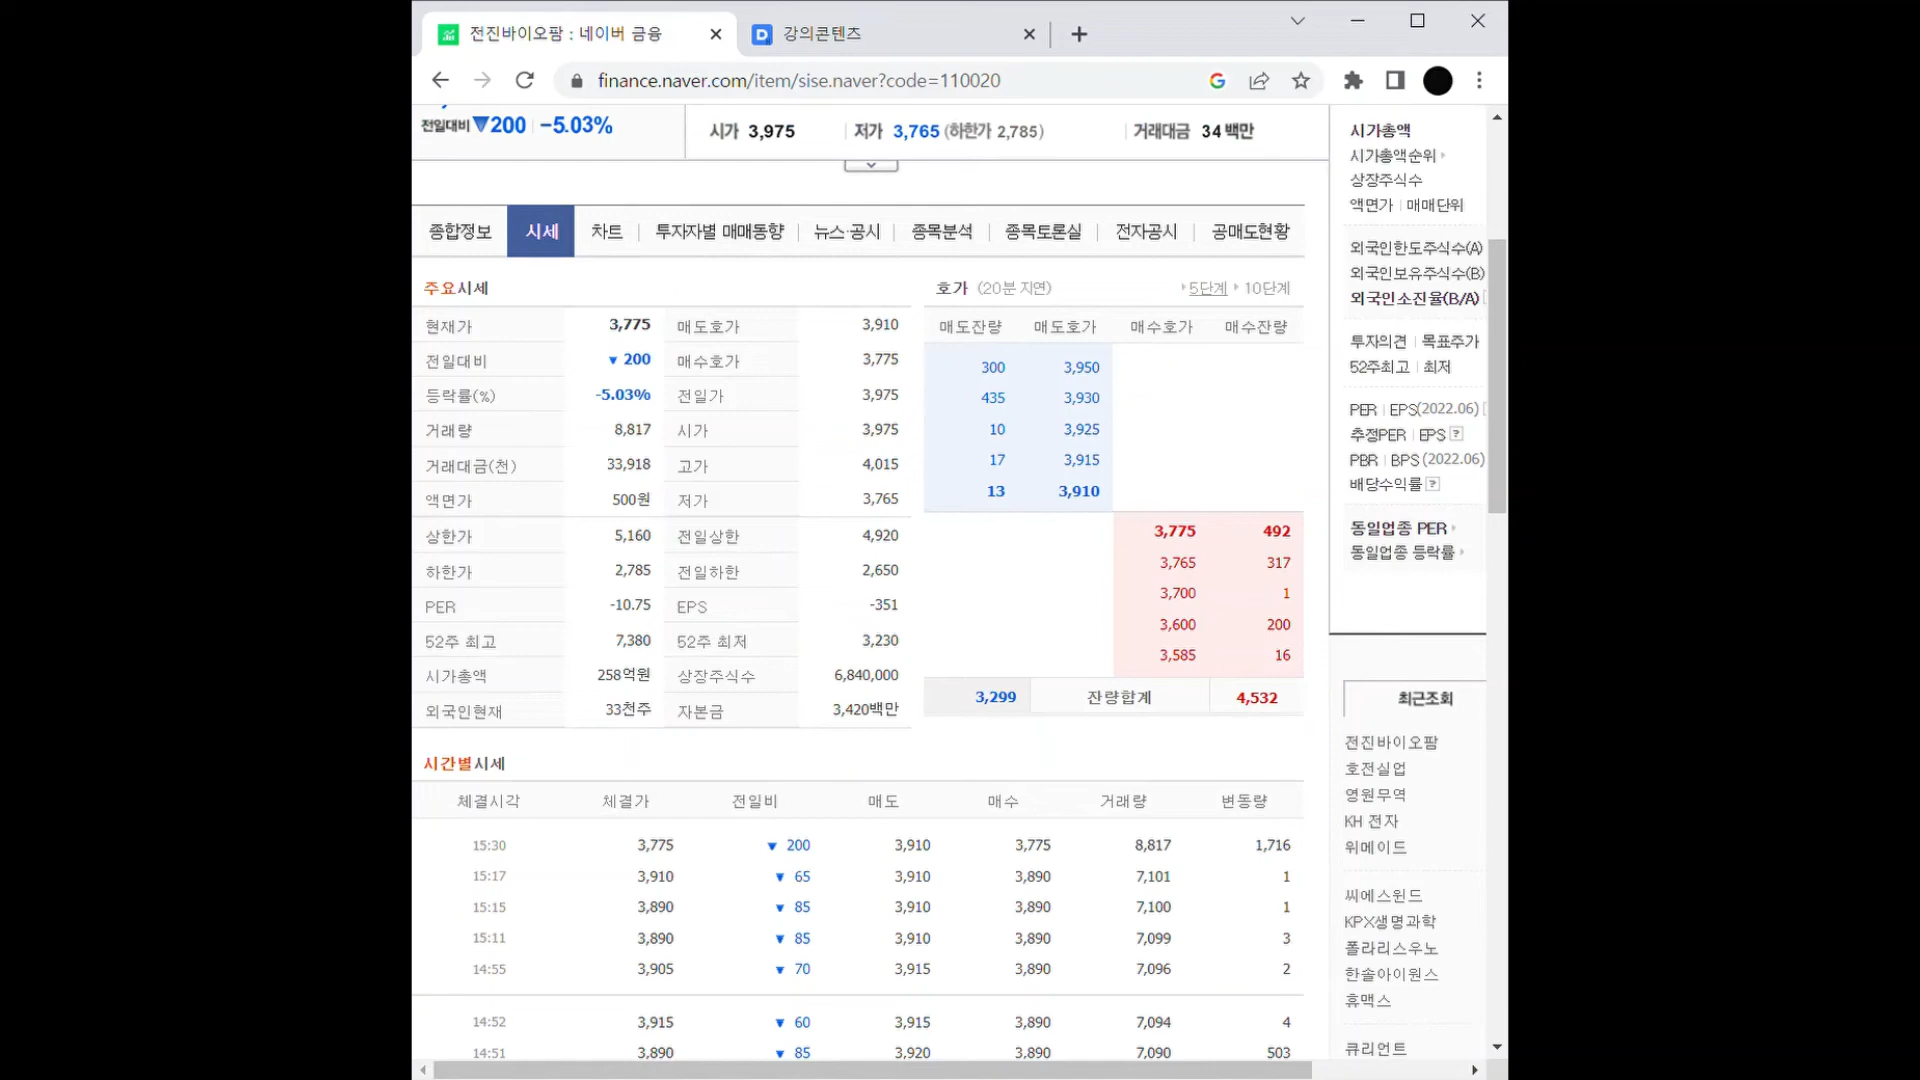 전진바이오팜 : 네이버 금융
강의콘텐츠
finance.naver.com/item/sise.naver?code=110020
전일대비 ▼200 -5.03%
시가 3,975 저가 3,765 (하한가 2,785) 거래대금 34 백만
종합정보 시세 차트 투자자별 매매동향 뉴스·공시 종목분석 종목토론실 전자공시 공매도현황
주요시세
현재가 3,775 매도호가 3,910
전일대비 ▼ 200 매수호가 3,775
등락률(%) -5.03% 전일가 3,975
거래량 8,817 시가 3,975
거래대금(천) 33,918 고가 4,015
액면가 500원 저가 3,765
상한가 5,160 전일상한 4,920
하한가 2,785 전일하한 2,650
PER -10.75 EPS -351
52주 최고 7,380 52주 최저 3,230
시가총액 258억원 상장주식수 6,840,000
외국인현재 33천주 자본금 3,420백만
호가 (20분 지연) 5단계 10단계
매도잔량 매도호가 매수호가 매수잔량
300 3,950
435 3,930
10 3,925
17 3,915
13 3,910
3,775 492
3,765 317
3,700 1
3,600 200
3,585 16
3,299 잔량합계 4,532
시간별시세
체결시각 체결가 전일비 매도 매수 거래량 변동량
15:30 3,775 ▼ 200 3,910 3,775 8,817 1,716
15:17 3,910 ▼ 65 3,910 3,890 7,101 1
15:15 3,890 ▼ 85 3,910 3,890 7,100 1
15:11 3,890 ▼ 85 3,910 3,890 7,099 3
14:55 3,905 ▼ 70 3,915 3,890 7,096 2
14:52 3,915 ▼ 60 3,915 3,890 7,094 4
14:51 3,890 ▼ 85 3,920 3,890 7,090 503
시가총액
시가총액순위
상장주식수
액면가 | 매매단위
외국인한도주식수(A)
외국인보유주식수(B)
외국인소진율(B/A)
투자의견 | 목표주가
52주최고 | 최저
PER | EPS(2022.06)
추정PER | EPS ?
PBR | BPS (2022.06)
배당수익률 ?
동일업종 PER
동일업종 등락률
최근조회
전진바이오팜
호전실업
영원무역
KH 전자
위메이드
씨에스윈드
KPX생명과학
폴라리스우노
한솔아이원스
휴맥스
큐리언트